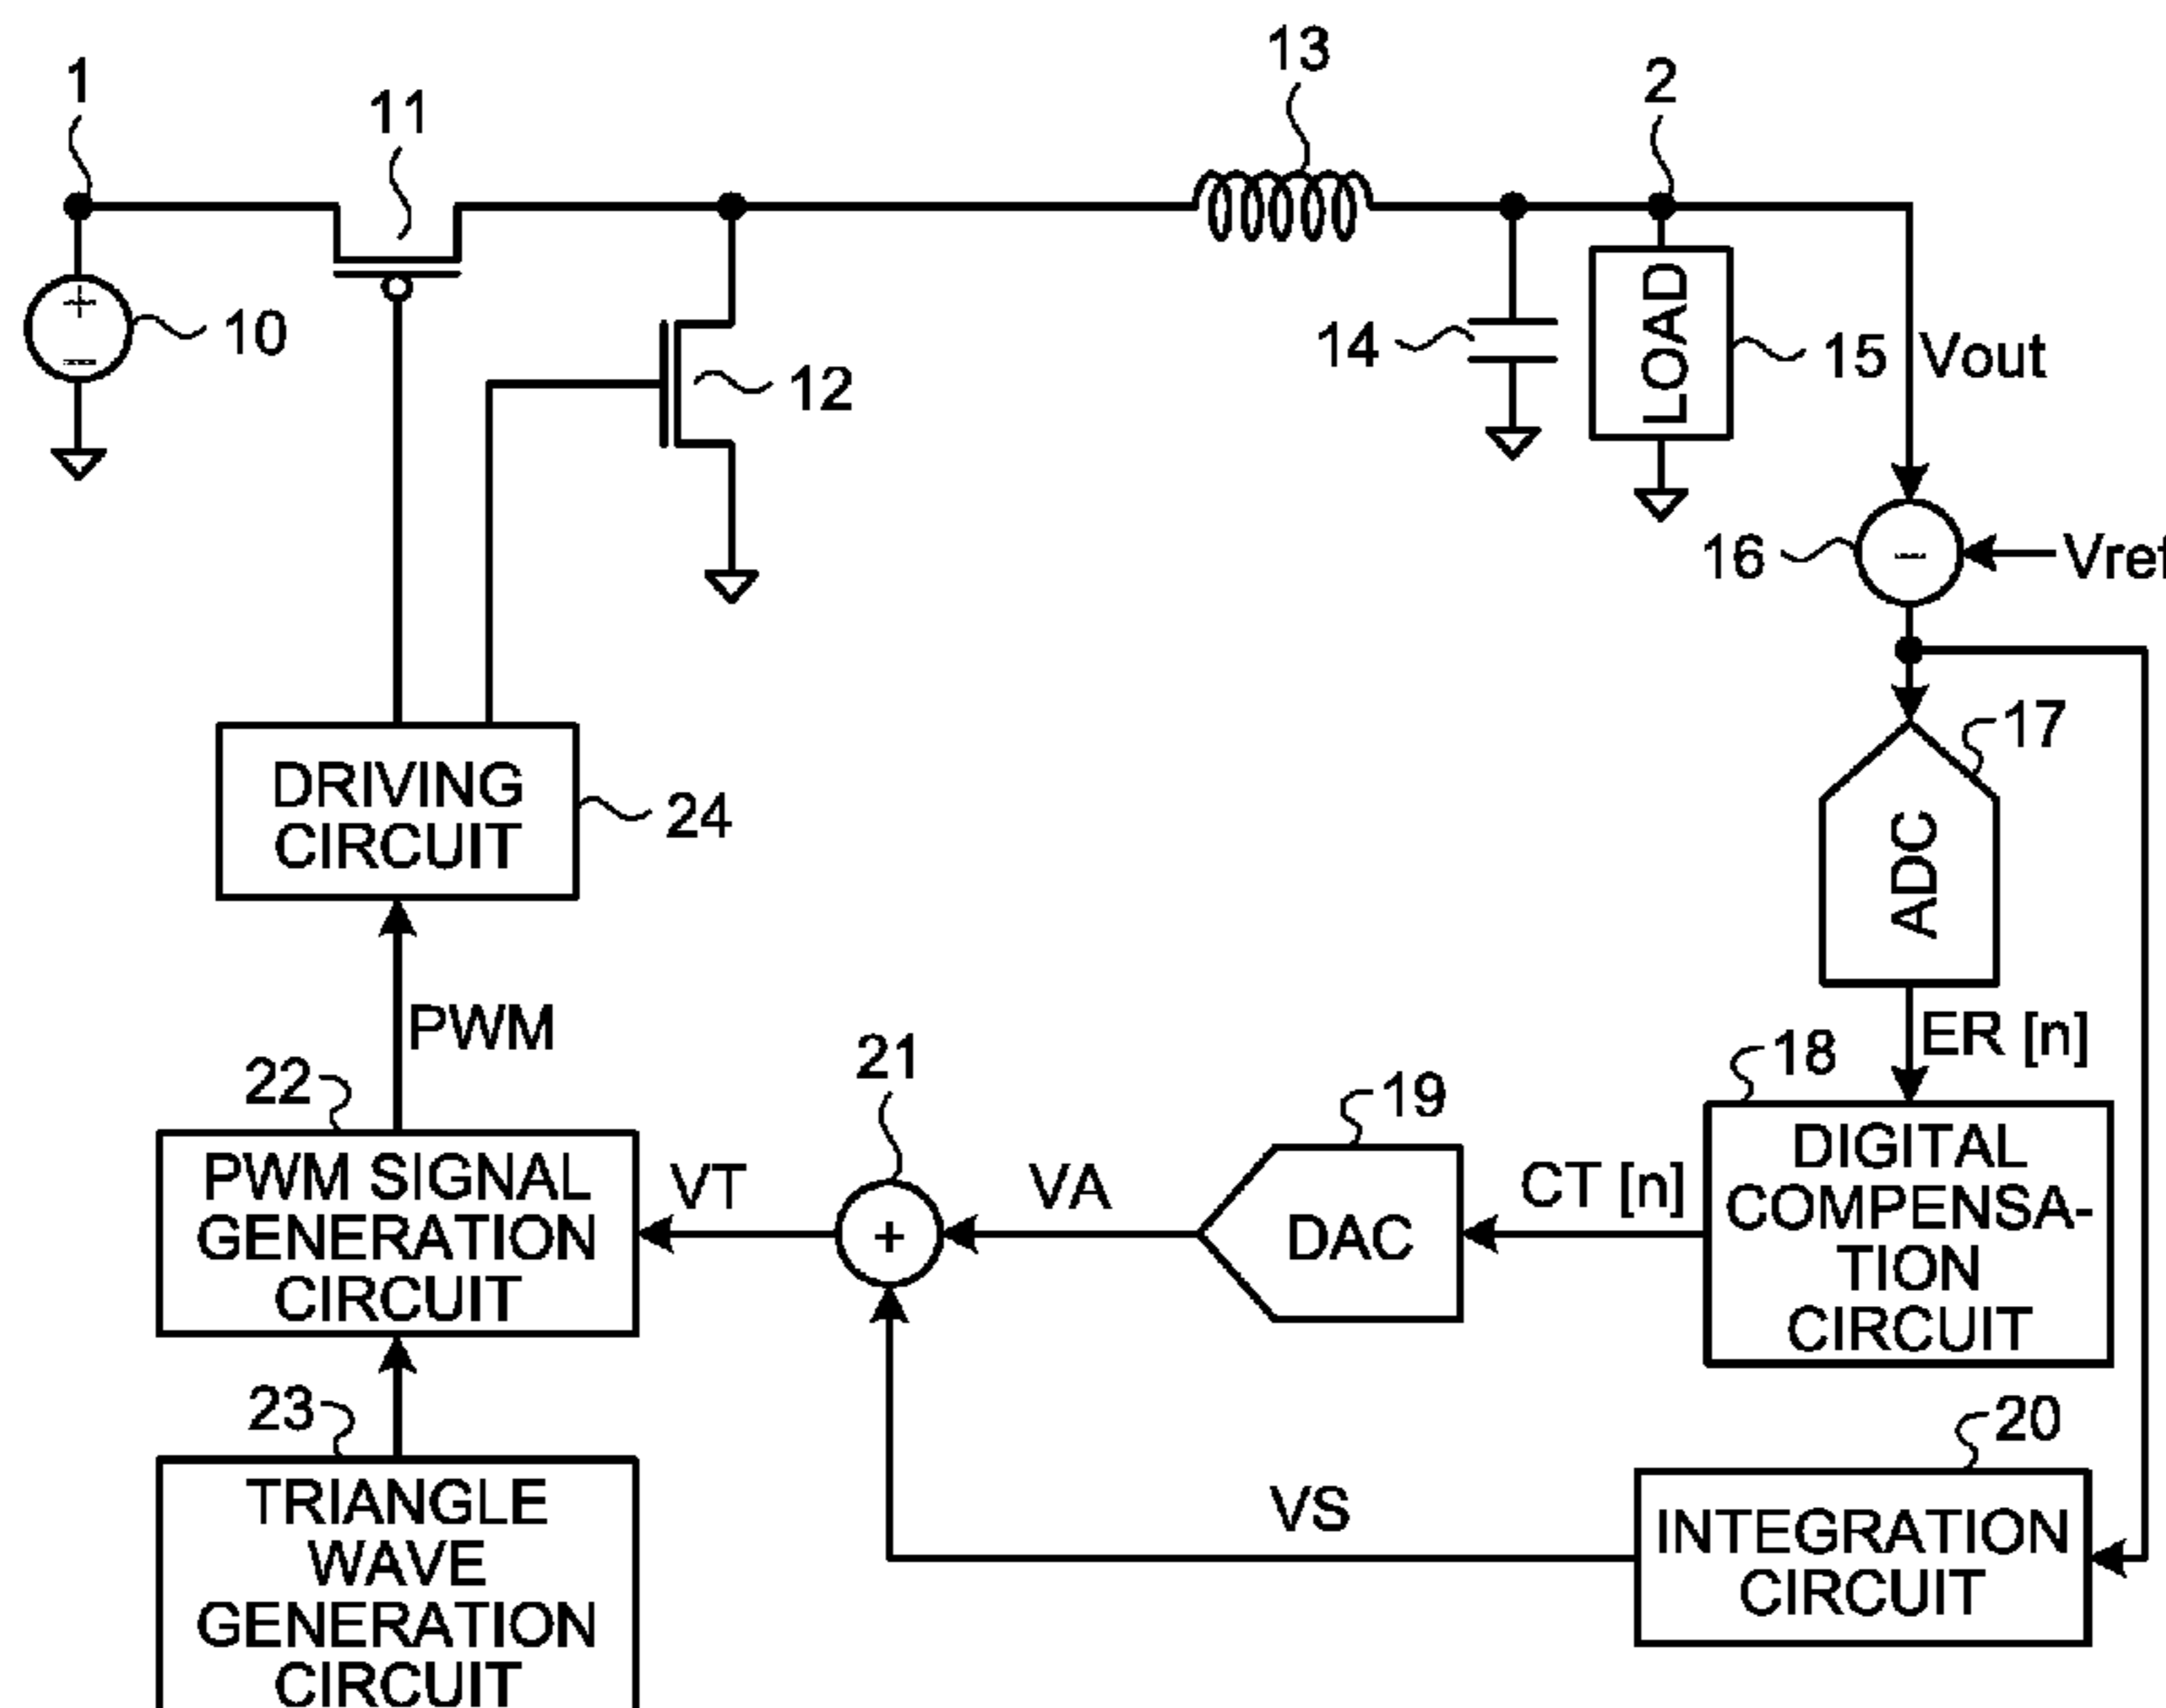 1
11
13
2
10
12
14
LOAD
15
Vout
16
-
Vref
17
ADC
DRIVING
CIRCUIT
24
PWM
ER [n]
22
PWM SIGNAL
GENERATION
CIRCUIT
VT
21
+
VA
19
DAC
CT [n]
18
DIGITAL
COMPENSA-
TION
CIRCUIT
23
TRIANGLE
WAVE
GENERATION
CIRCUIT
VS
20
INTEGRATION
CIRCUIT